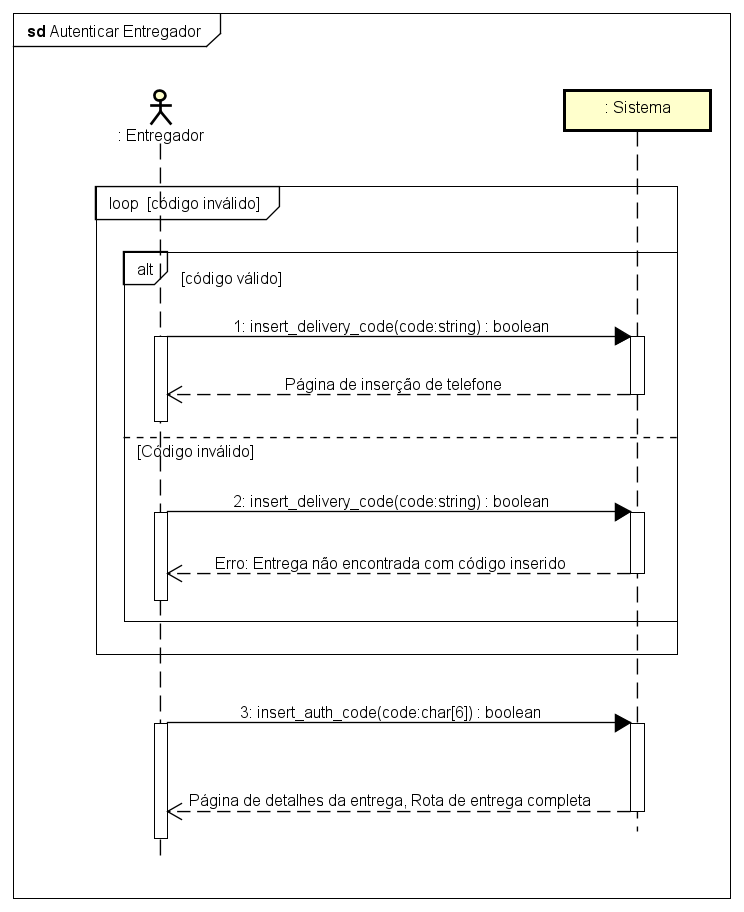 sd Autenticar Entregador
: Entregador
: Sistema
loop [código inválido]
alt
[código válido]
1: insert_delivery_code(code:string) : boolean
Página de inserção de telefone
[Código inválido]
2: insert_delivery_code(code:string) : boolean
Erro: Entrega não encontrada com código inserido
3: insert_auth_code(code:char[6]) : boolean
Página de detalhes da entrega, Rota de entrega completa